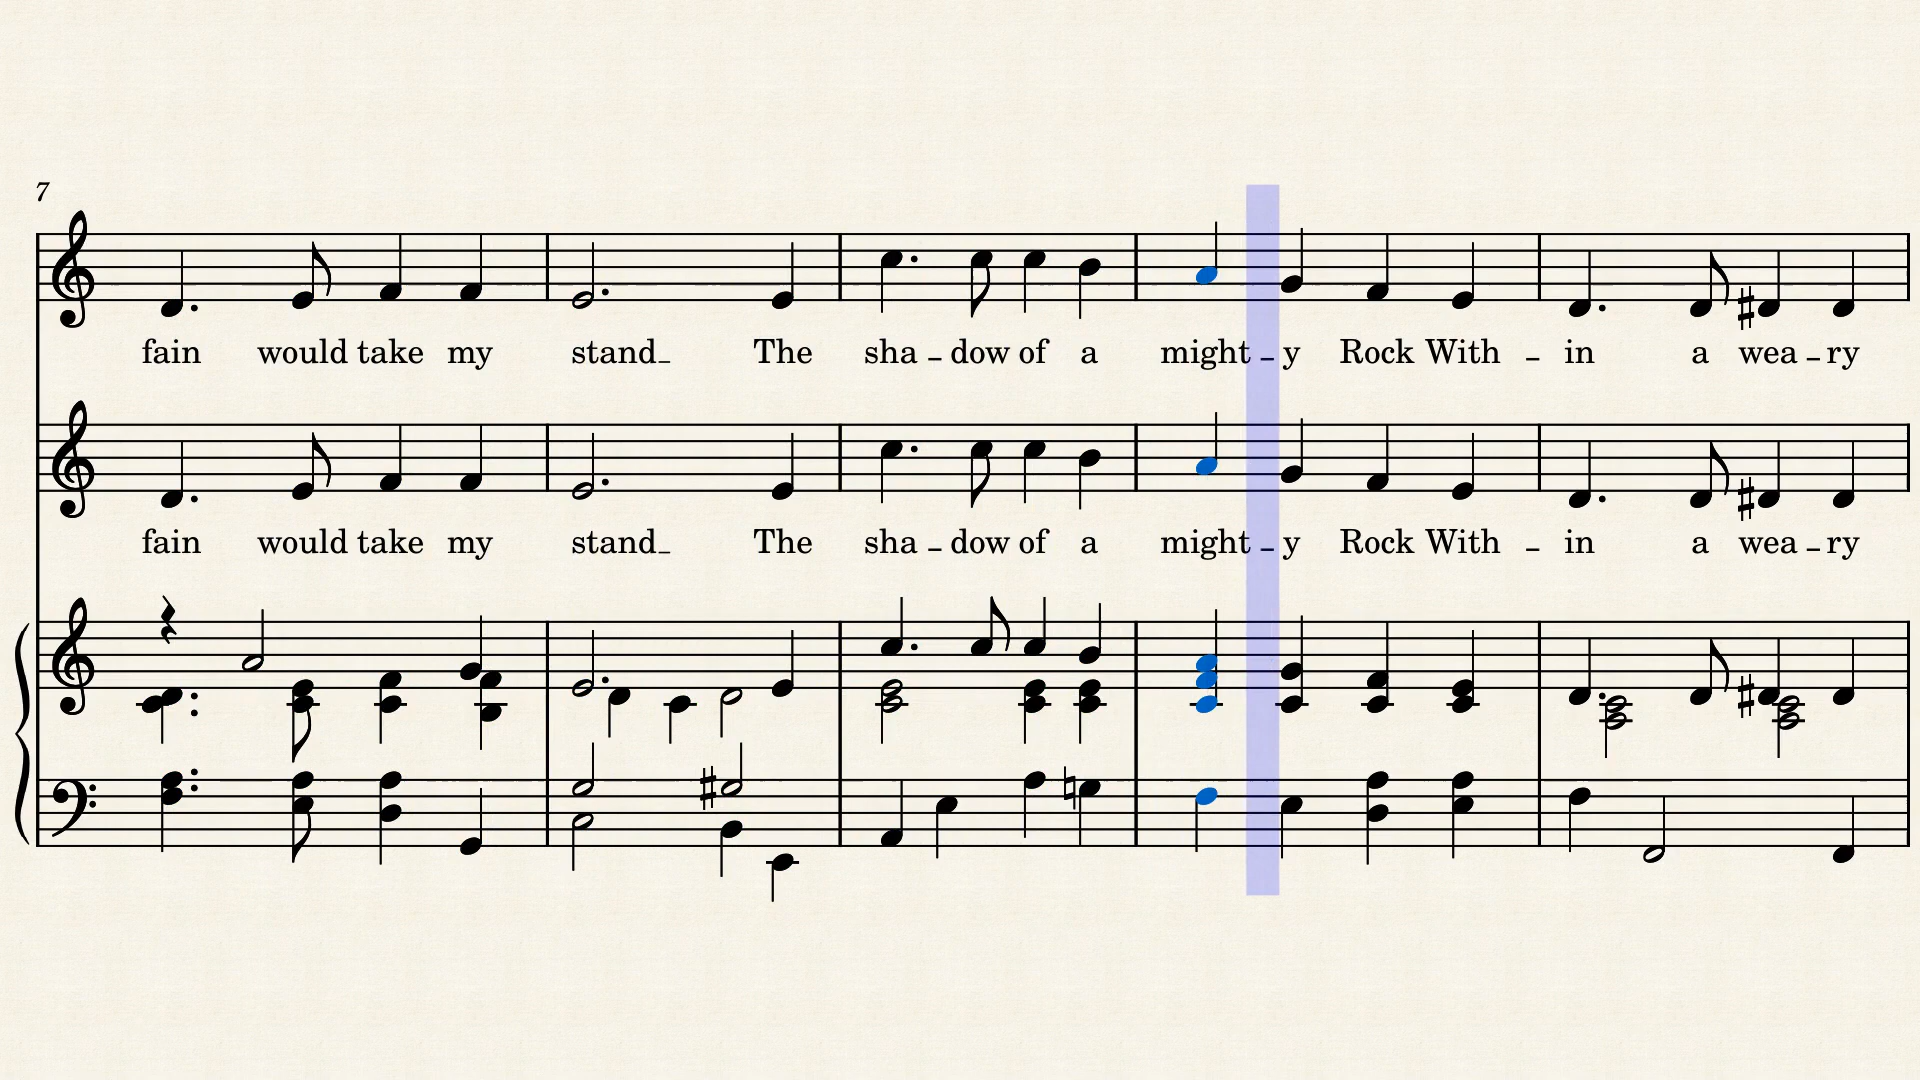 7
fain would take my stand_ The sha - dow of a might - y Rock With - in a wea - ry
fain would take my stand_ The sha - dow of a might - y Rock With - in a wea - ry